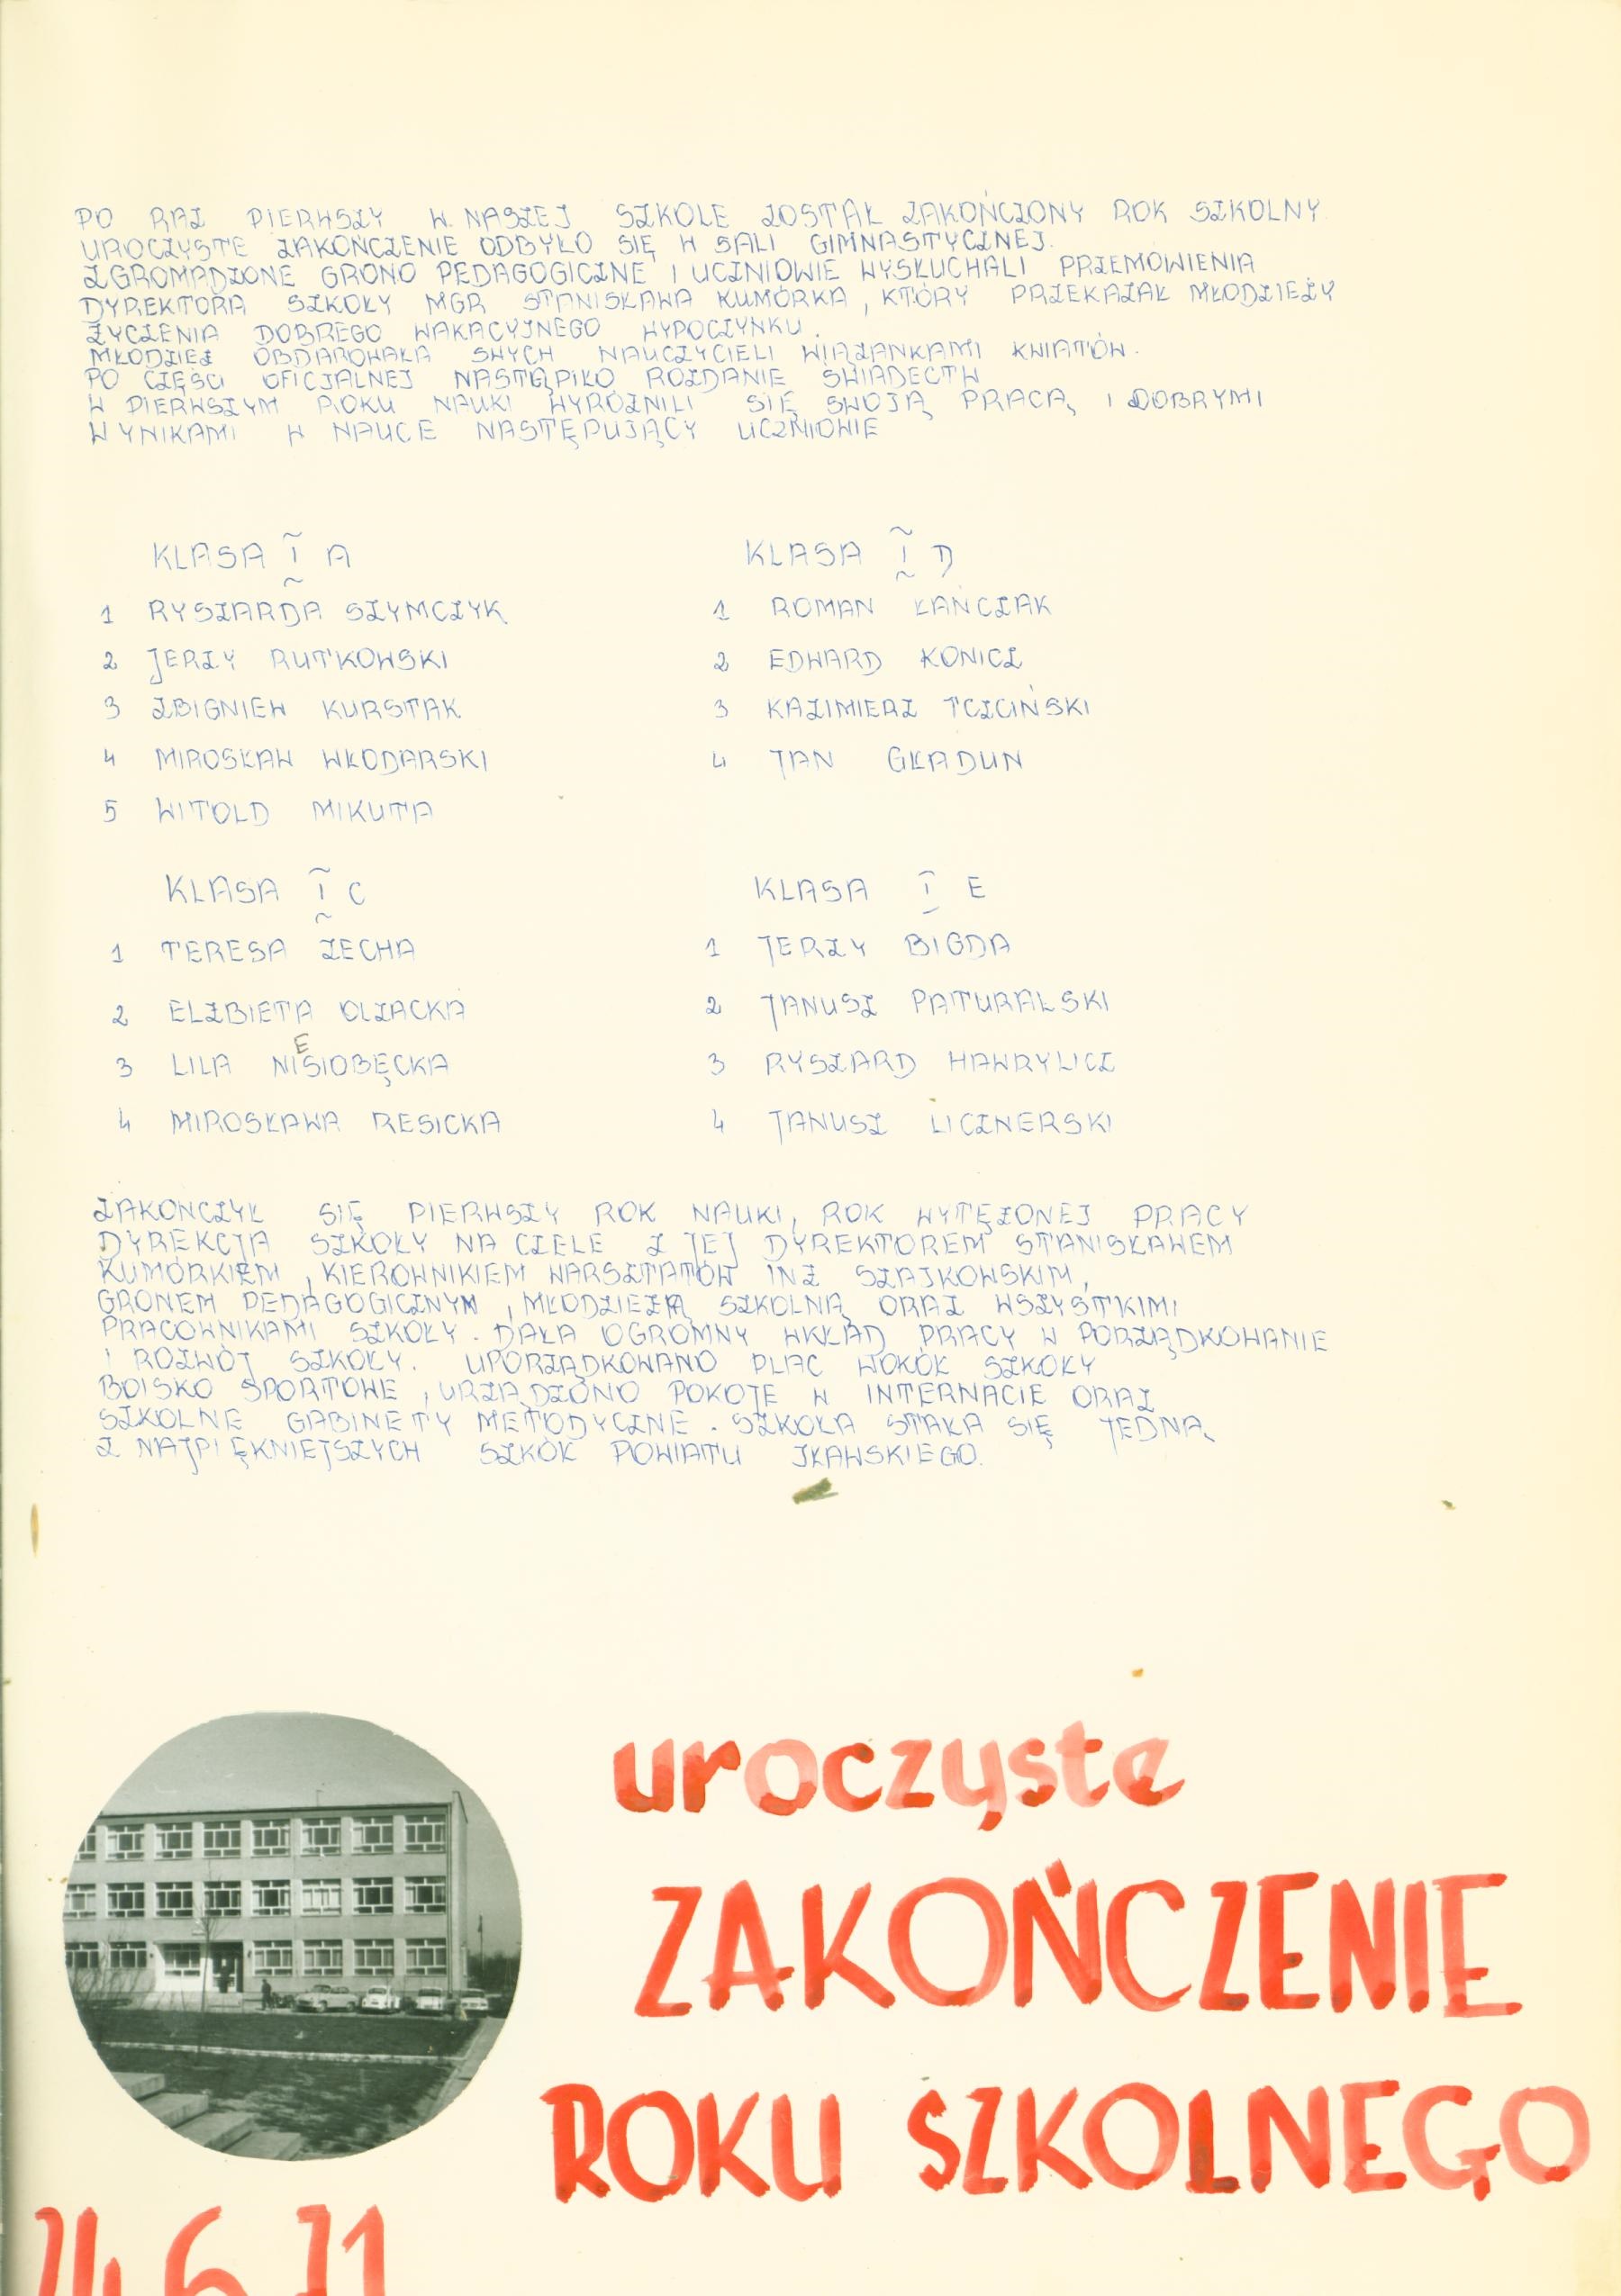 PO RAZ PIERWSZY W NASZEJ SZKOLE ZOSTAŁ ZAKOŃCZONY ROK SZKOLNY
UROCZYSTE ZAKOŃCZENIE ODBYŁO SIĘ W SALI GIMNASTYCZNEJ.
ZGROMADZONE GRONO PEDAGOGICZNE I UCZNIOWIE WYSŁUCHALI PRZEMOWIENIA
DYREKTORA SZKOŁY MGR STANISŁAWA KUMÓRKA, KTÓRY PRZEKAZAŁ MŁODZIEŻY
ŻYCZENIA DOBREGO WAKACYJNEGO WYPOCZYNKU.
MŁODZIEŻ OBDAROWAŁA SWYCH NAUCZYCIELI WIĄZANKAMI KWIATÓW.
PO CZĘŚCI OFICJALNEJ NASTĄPIŁO ROZDANIE ŚWIADECTW
W PIERWSZYM ROKU NAUKI WYRÓŻNILI SIĘ SWOJĄ PRACĄ I DOBRYMI
WYNIKAMI W NAUCE NASTĘPUJĄCY UCZNIOWIE
KLASA I A
1 RYSZARDA SZYMCZYK
2 JERZY RUTKOWSKI
3 ZBIGNIEW KURSTAK
4 MIROSŁAW WŁODARSKI
5 WITOLD MIKUTA
KLASA I D
1 ROMAN ŁAŃCZAK
2 EDWARD KONICZ
3 KAZIMIERZ TCZCIŃSKI
4 JAN GŁADUN
KLASA I C
1 TERESA ZECHA
2 ELŻBIETA OLZACKA
3 LILA NIESIOBĘCKA
4 MIROSŁAWA RESICKA
KLASA I E
1 JERZY BIGDA
2 JANUSZ PATURALSKI
3 RYSZARD HAWRYLICZ
4 JANUSZ LICZNERSKI
ZAKOŃCZYŁ SIĘ PIERWSZY ROK NAUKI, ROK WYTĘŻONEJ PRACY
DYREKCJA SZKOŁY NA CZELE Z JEJ DYREKTOREM STANISŁAWEM
KUMÓRKIEM, KIEROWNIKIEM WARSZTATÓW INŻ SZAJKOWSKIM,
GRONEM PEDAGOGICZNYM, MŁODZIEŻĄ SZKOLNĄ ORAZ WSZYSTKIMI
PRACOWNIKAMI SZKOŁY. DAŁA OGROMNY WKŁAD PRACY W PORZĄDKOWANIE
I ROZWÓJ SZKOŁY. UPORZĄDKOWANO PLAC WOKÓŁ SZKOŁY
BOISKO SPORTOWE, URZĄDZONO POKOJE W INTERNACIE ORAZ
SZKOLNE GABINETY METODYCZNE. SZKOŁA STAŁA SIĘ JEDNĄ
Z NAJPIĘKNIEJSZYCH SZKÓŁ POWIATU IŁAWSKIEGO.
uroczyste
ZAKOŃCZENIE
ROKU SZKOLNEGO
24 6 71